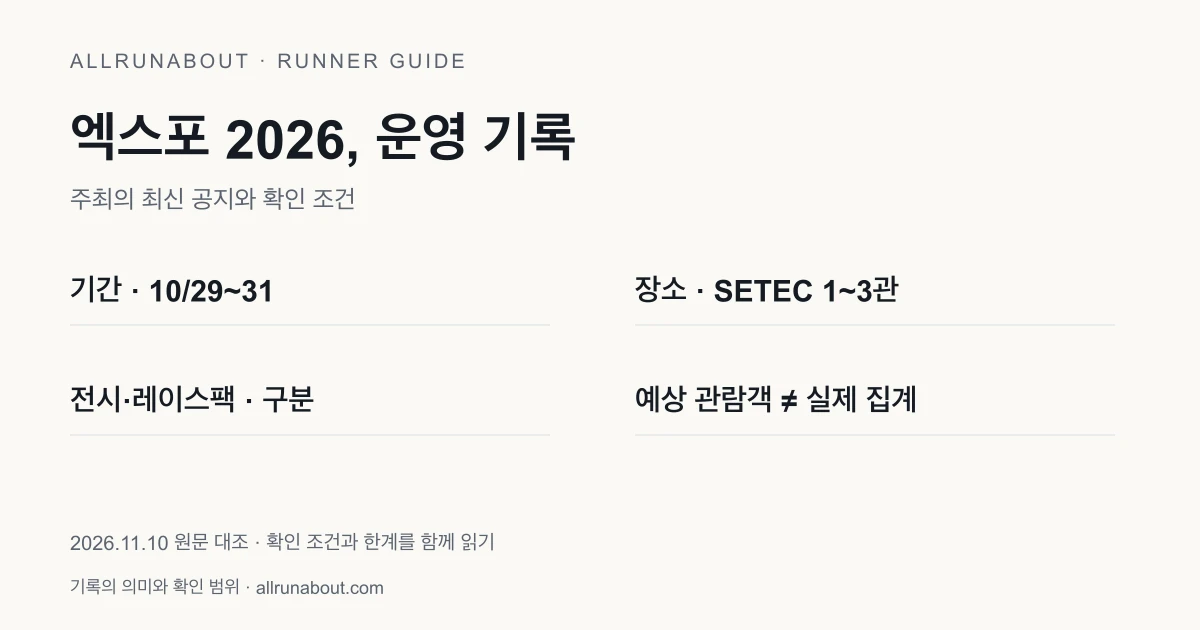 ALLRUNABOUT · RUNNER GUIDE
엑스포 2026, 운영 기록
주최의 최신 공지와 확인 조건
기간 · 10/29~31
장소 · SETEC 1~3관
전시·레이스팩 · 구분
예상 관람객 ≠ 실제 집계
2026.11.10 원문 대조 · 확인 조건과 한계를 함께 읽기
기록의 의미와 확인 범위 · allrunabout.com